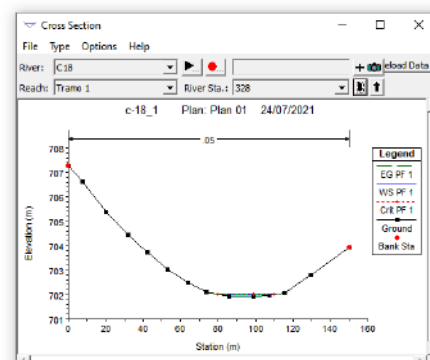 Cross Section
File Type Options Help
River: C18
Reload Data
Reach: Tramo 1 River Sta.: 328
c-18_1 Plan: Plan 01 24/07/2021
.05
Legend
EG PF 1
WS PF 1
Crit PF 1
Ground
Bank Sta
Elevation (m)
708
707
706
705
704
703
702
701
0 20 40 60 80 100 120 140 160
Station (m)